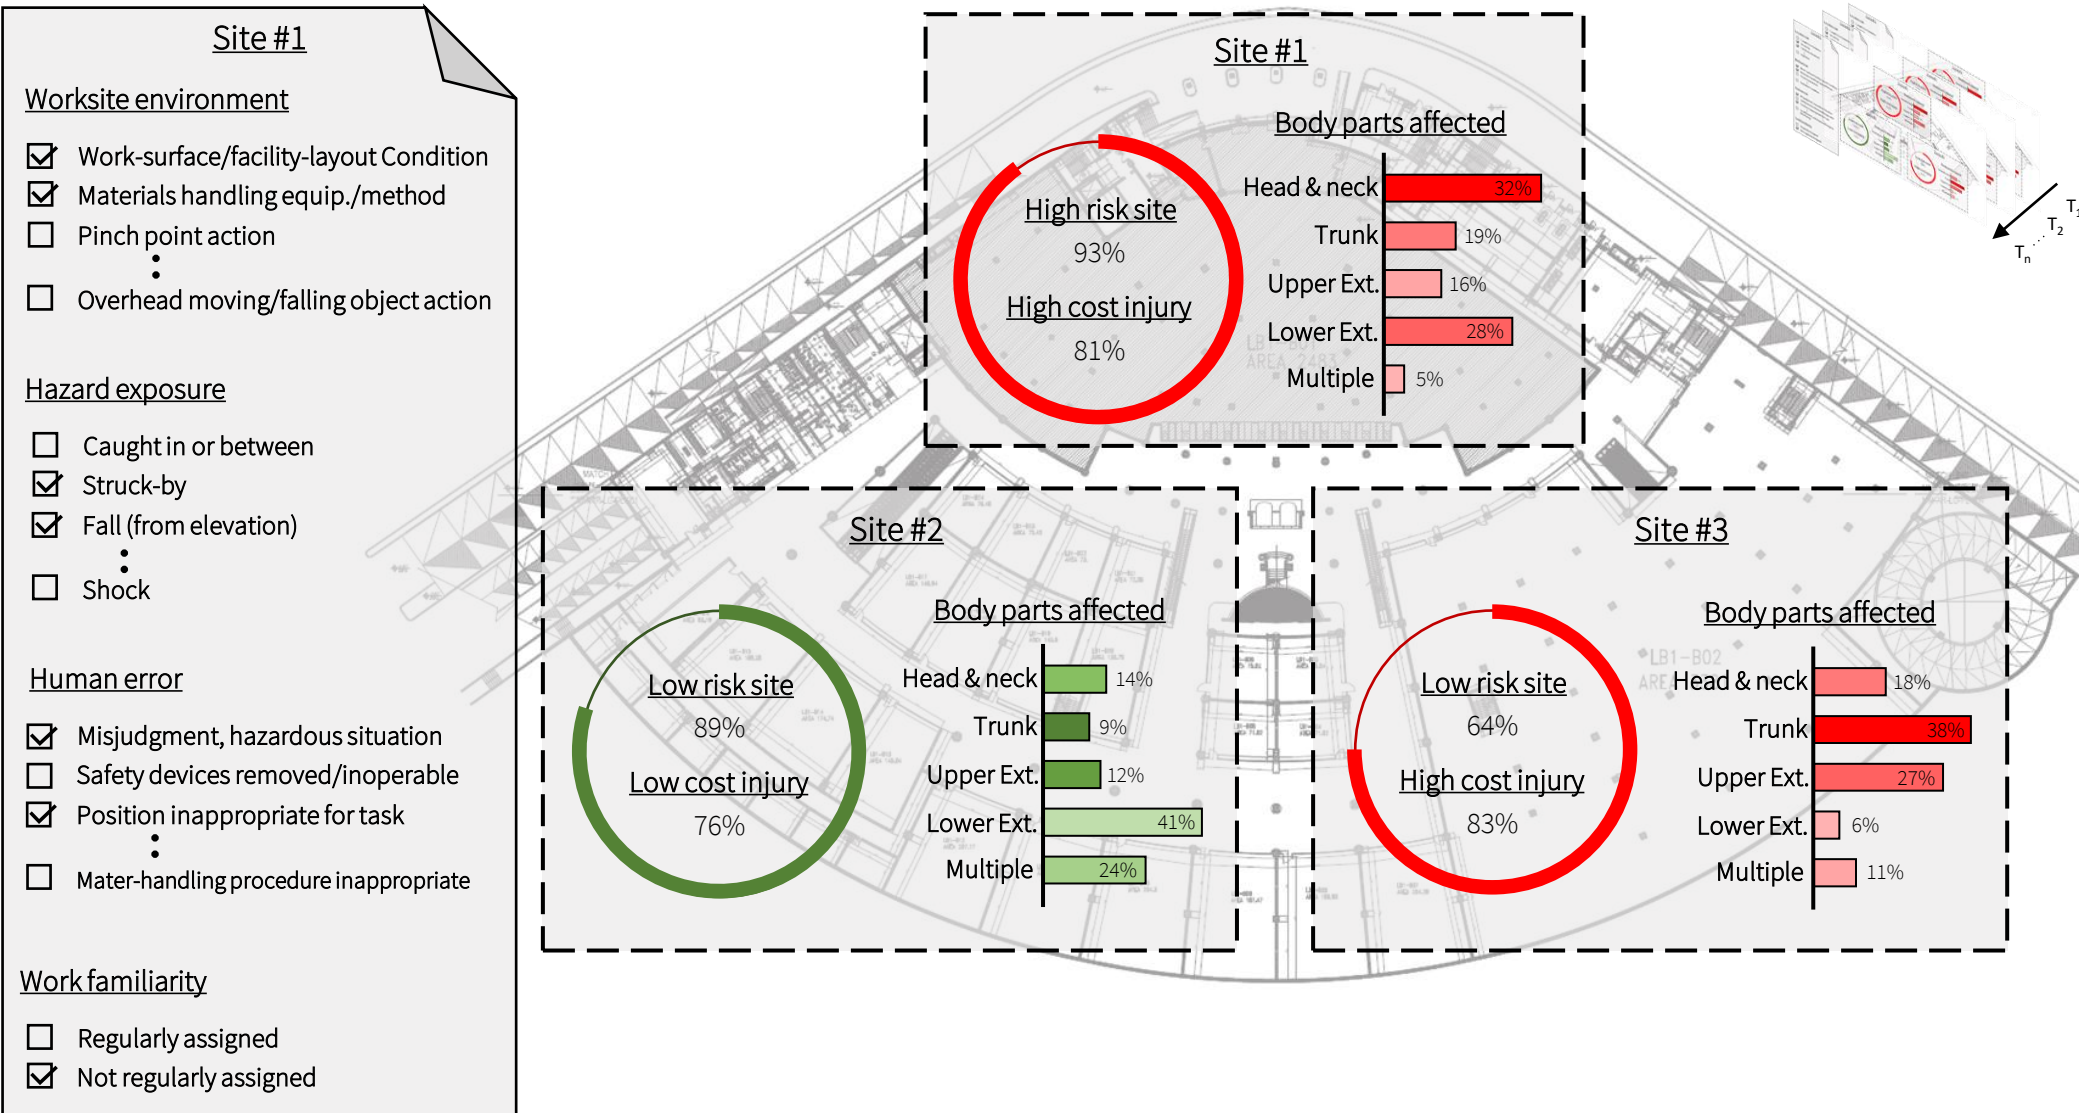 Site #1
Worksite environment
Work-surface/facility-layout Condition
Materials handling equip./method
Pinch point action
Overhead moving/falling object action
Hazard exposure
Caught in or between
Struck-by
Fall (from elevation)
Shock
Human error
Misjudgment, hazardous situation
Safety devices removed/inoperable
Position inappropriate for task
Mater-handling procedure inappropriate
Work familiarity
Regularly assigned
Not regularly assigned
Site #1
High risk site
93%
High cost injury
81%
Body parts affected
Head & neck 32%
Trunk 19%
Upper Ext. 16%
Lower Ext. 28%
Multiple 5%
Site #2
Low risk site
89%
Low cost injury
76%
Body parts affected
Head & neck 14%
Trunk 9%
Upper Ext. 12%
Lower Ext. 41%
Multiple 24%
Site #3
Low risk site
64%
High cost injury
83%
Body parts affected
Head & neck 18%
Trunk 38%
Upper Ext. 27%
Lower Ext. 6%
Multiple 11%
LB1-B02
T1
T2
Tn